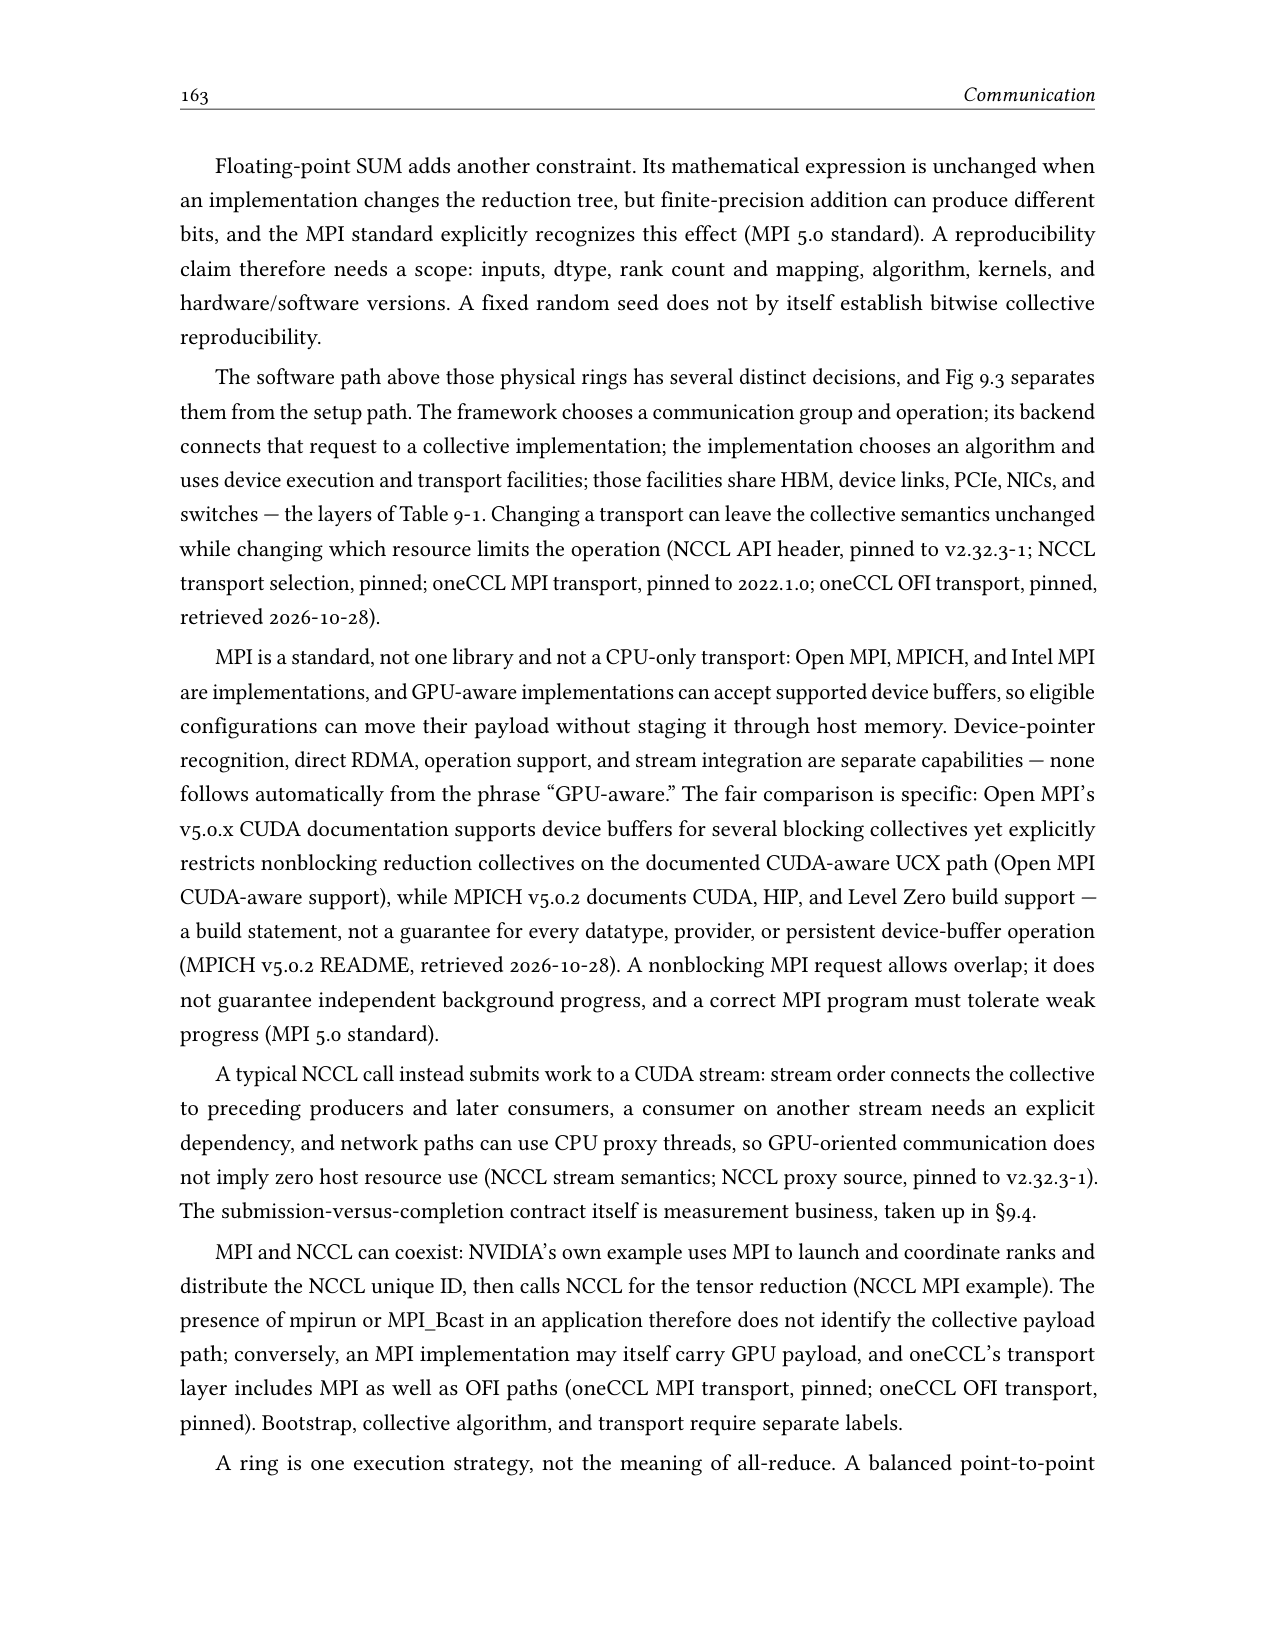 163
Communication
Floating-point SUM adds another constraint. Its mathematical expression is unchanged when
an implementation changes the reduction tree, but finite-precision addition can produce different
bits, and the MPI standard explicitly recognizes this effect (MPI 5.0 standard). A reproducibility
claim therefore needs a scope: inputs, dtype, rank count and mapping, algorithm, kernels, and
hardware/software versions. A fixed random seed does not by itself establish bitwise collective
reproducibility.
The software path above those physical rings has several distinct decisions, and Fig 9.3 separates
them from the setup path. The framework chooses a communication group and operation; its backend
connects that request to a collective implementation; the implementation chooses an algorithm and
uses device execution and transport facilities; those facilities share HBM, device links, PCIe, NICs, and
switches — the layers of Table 9-1. Changing a transport can leave the collective semantics unchanged
while changing which resource limits the operation (NCCL API header, pinned to v2.32.3-1; NCCL
transport selection, pinned; oneCCL MPI transport, pinned to 2022.1.0; oneCCL OFI transport, pinned,
retrieved 2026-10-28).
MPI is a standard, not one library and not a CPU-only transport: Open MPI, MPICH, and Intel MPI
are implementations, and GPU-aware implementations can accept supported device buffers, so eligible
configurations can move their payload without staging it through host memory. Device-pointer
recognition, direct RDMA, operation support, and stream integration are separate capabilities — none
follows automatically from the phrase “GPU-aware.” The fair comparison is specific: Open MPI’s
v5.0.x CUDA documentation supports device buffers for several blocking collectives yet explicitly
restricts nonblocking reduction collectives on the documented CUDA-aware UCX path (Open MPI
CUDA-aware support), while MPICH v5.0.2 documents CUDA, HIP, and Level Zero build support —
a build statement, not a guarantee for every datatype, provider, or persistent device-buffer operation
(MPICH v5.0.2 README, retrieved 2026-10-28). A nonblocking MPI request allows overlap; it does
not guarantee independent background progress, and a correct MPI program must tolerate weak
progress (MPI 5.0 standard).
A typical NCCL call instead submits work to a CUDA stream: stream order connects the collective
to preceding producers and later consumers, a consumer on another stream needs an explicit
dependency, and network paths can use CPU proxy threads, so GPU-oriented communication does
not imply zero host resource use (NCCL stream semantics; NCCL proxy source, pinned to v2.32.3-1).
The submission-versus-completion contract itself is measurement business, taken up in §9.4.
MPI and NCCL can coexist: NVIDIA’s own example uses MPI to launch and coordinate ranks and
distribute the NCCL unique ID, then calls NCCL for the tensor reduction (NCCL MPI example). The
presence of mpirun or MPI_Bcast in an application therefore does not identify the collective payload
path; conversely, an MPI implementation may itself carry GPU payload, and oneCCL’s transport
layer includes MPI as well as OFI paths (oneCCL MPI transport, pinned; oneCCL OFI transport,
pinned). Bootstrap, collective algorithm, and transport require separate labels.
A ring is one execution strategy, not the meaning of all-reduce. A balanced point-to-point